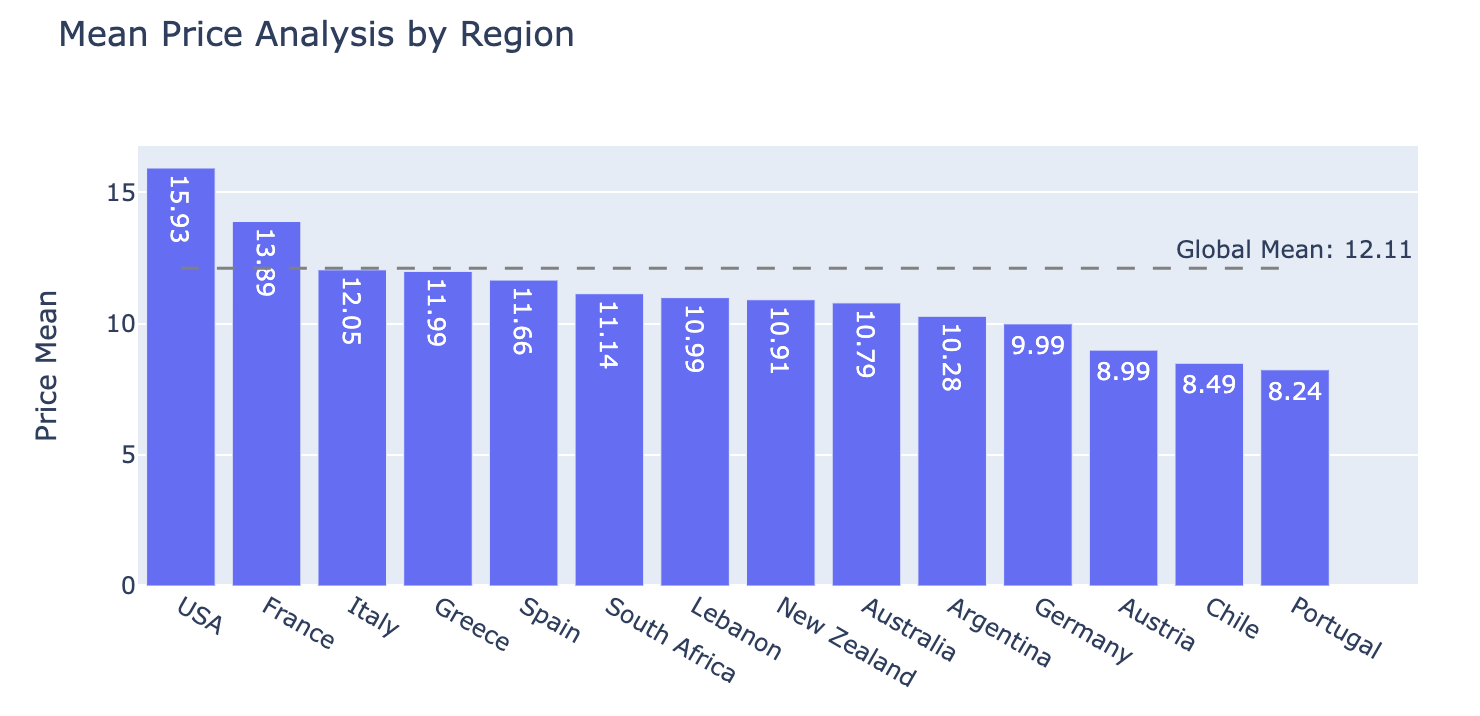 Mean Price Analysis by Region
Price Mean
15
10
5
0
Global Mean: 12.11
15.93
13.89
12.05
11.99
11.66
11.14
10.99
10.91
10.79
10.28
9.99
8.99
8.49
8.24
USA
France
Italy
Greece
Spain
South Africa
Lebanon
New Zealand
Australia
Argentina
Germany
Austria
Chile
Portugal